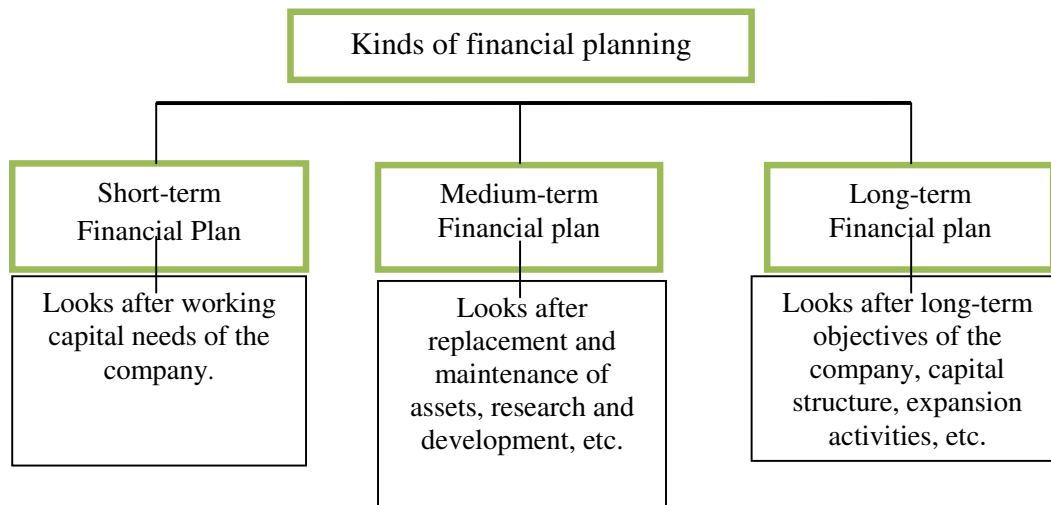 Kinds of financial planning
Short-term
Financial Plan
Looks after working
capital needs of the
company.
Medium-term
Financial plan
Looks after
replacement and
maintenance of
assets, research and
development, etc.
Long-term
Financial plan
Looks after long-term
objectives of the
company, capital
structure, expansion
activities, etc.